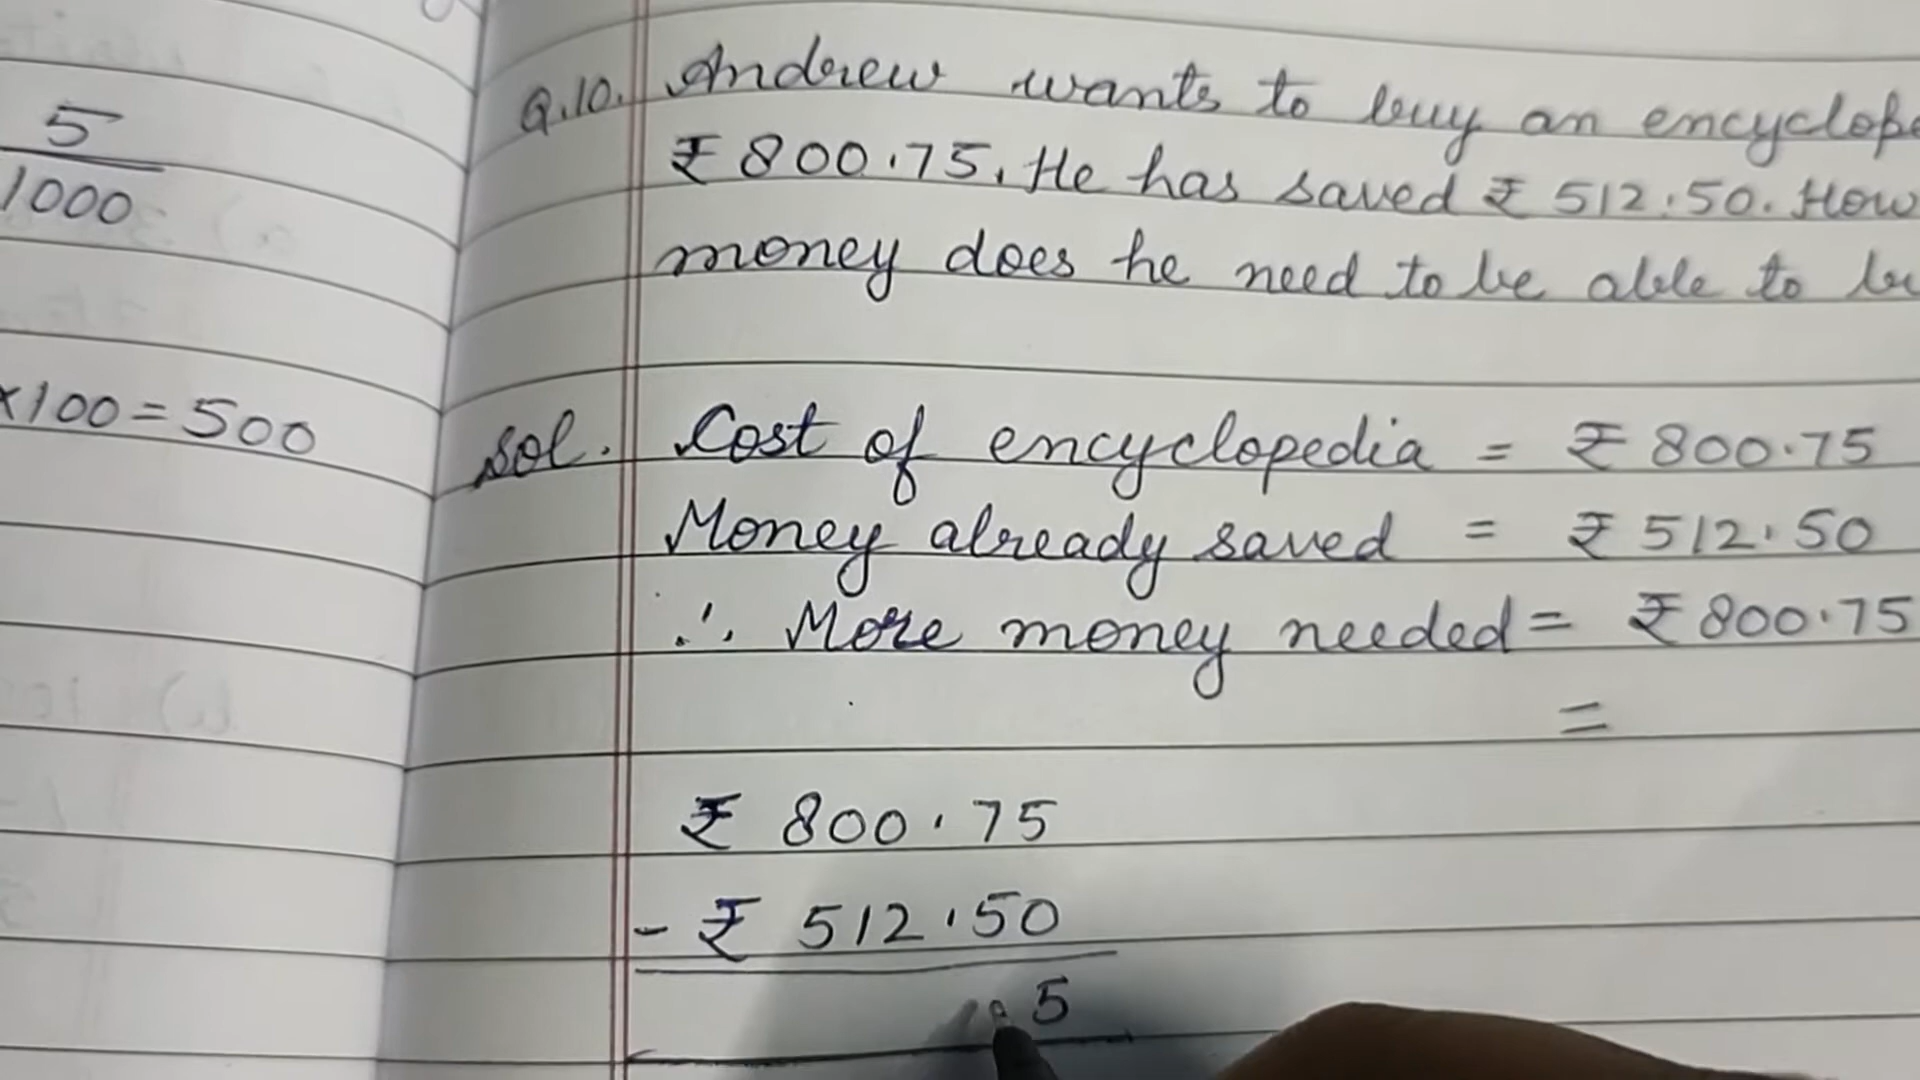 5
1000
×100=500
Q.10. Andrew wants to buy an encyclope
₹800.75. He has saved ₹512.50. How
money does he need to be able to bu
Sol. Cost of encyclopedia = ₹800.75
Money already saved = ₹512.50
∴ More money needed = ₹800.75
=
₹ 800.75
- ₹ 512.50
5